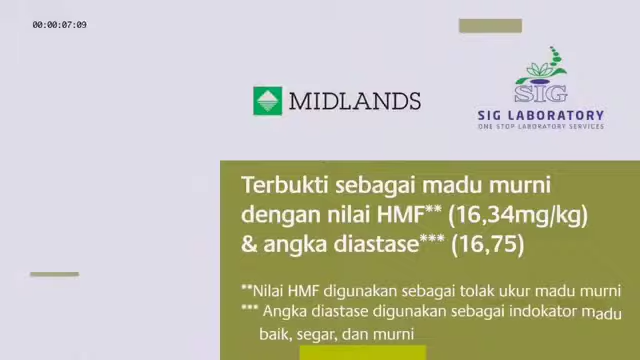 00:00:07:09
MIDLANDS
SIG
SIG LABORATORY
ONE STOP LABORATORY SERVICES
Terbukti sebagai madu murni
dengan nilai HMF** (16,34mg/kg)
& angka diastase*** (16,75)
**Nilai HMF digunakan sebagai tolak ukur madu murni
*** Angka diastase digunakan sebagai indokator madu
baik, segar, dan murni